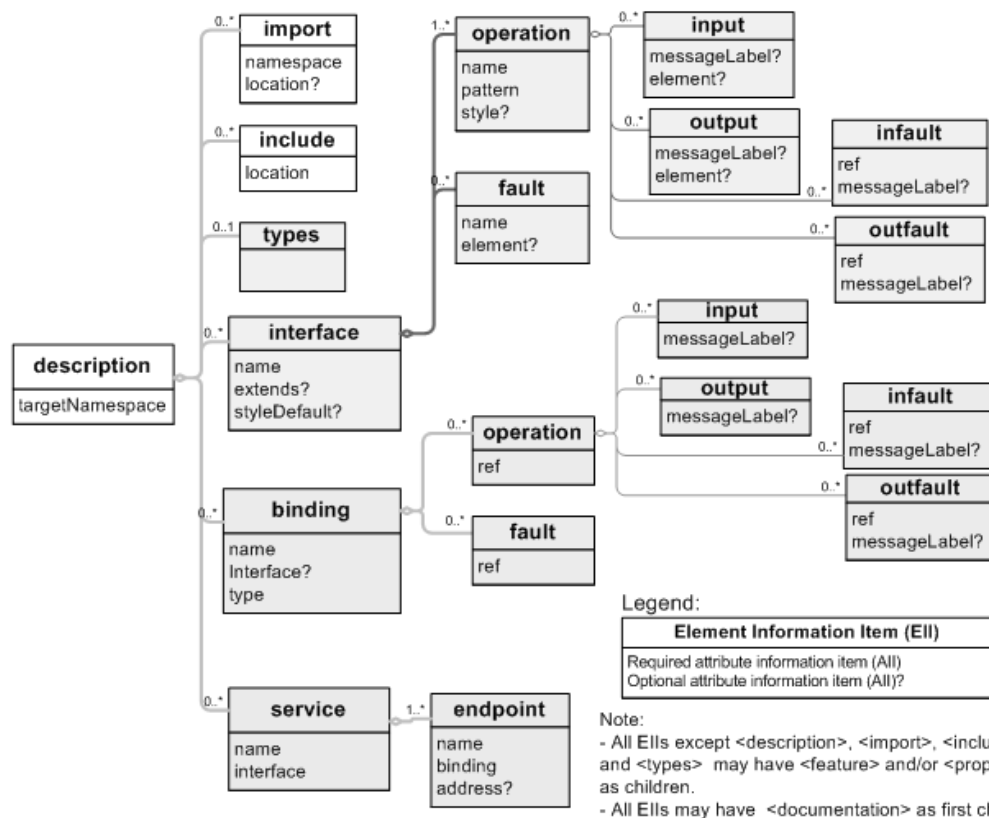 0..*
import
namespace
location?
0..*
include
location
0..1
types
0..*
interface
name
extends?
styleDefault?
description
targetNamespace
0..*
binding
name
Interface?
type
0..*
service
name
interface
1..*
endpoint
name
binding
address?
1..*
operation
name
pattern
style?
0..*
fault
name
element?
0..*
input
messageLabel?
element?
0..*
output
messageLabel?
element?
0..*
infault
ref
messageLabel?
0..*
outfault
ref
messageLabel?
0..*
operation
ref
0..*
fault
ref
0..*
input
messageLabel?
0..*
output
messageLabel?
0..*
infault
ref
messageLabel?
0..*
outfault
ref
messageLabel?
Legend:
Element Information Item (EII)
Required attribute information item (AII)
Optional attribute information item (AII)?
Note:
- All EIIs except <description>, <import>, <inclu
and <types> may have <feature> and/or <prop
as children.
- All EIIs may have <documentation> as first c